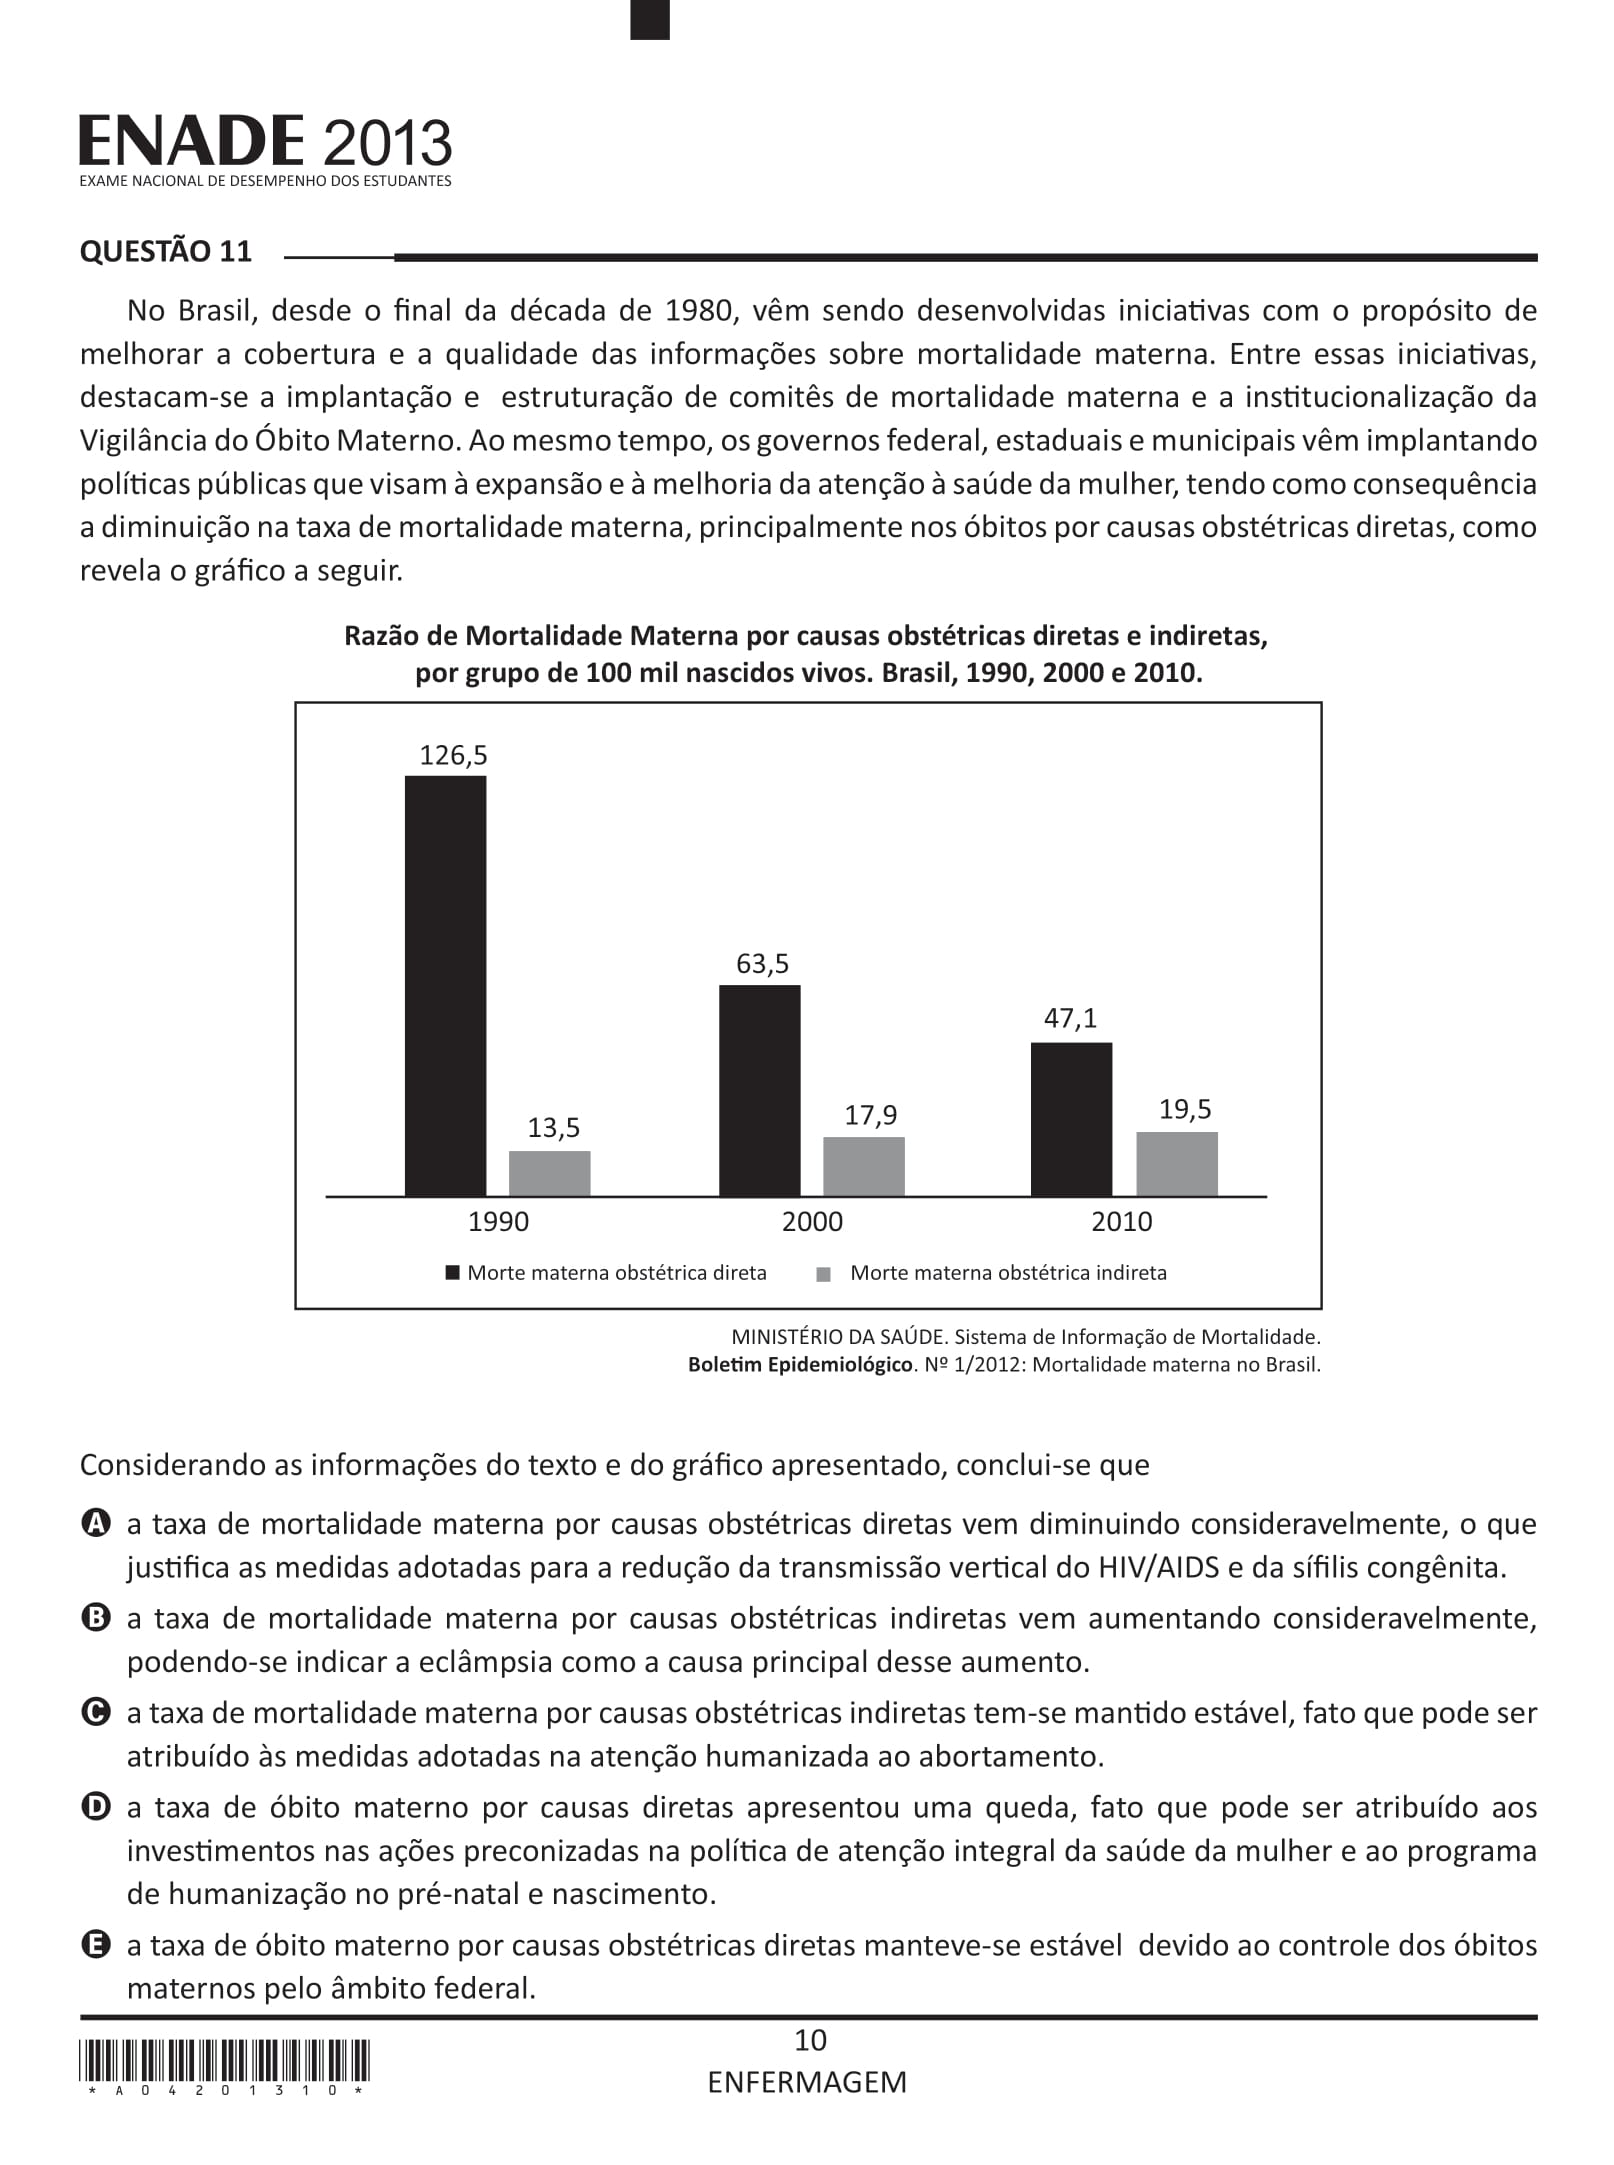 ENADE 2013
EXAME NACIONAL DE DESEMPENHO DOS ESTUDANTES
QUESTÃO 11
No Brasil, desde o final da década de 1980, vêm sendo desenvolvidas iniciativas com o propósito de
melhorar a cobertura e a qualidade das informações sobre mortalidade materna. Entre essas iniciativas,
destacam-se a implantação e estruturação de comitês de mortalidade materna e a institucionalização da
Vigilância do Óbito Materno. Ao mesmo tempo, os governos federal, estaduais e municipais vêm implantando
políticas públicas que visam à expansão e à melhoria da atenção à saúde da mulher, tendo como consequência
a diminuição na taxa de mortalidade materna, principalmente nos óbitos por causas obstétricas diretas, como
revela o gráfico a seguir.
Razão de Mortalidade Materna por causas obstétricas diretas e indiretas,
por grupo de 100 mil nascidos vivos. Brasil, 1990, 2000 e 2010.
126,5
63,5
47,1
13,5
17,9
19,5
1990 2000 2010
Morte materna obstétrica direta Morte materna obstétrica indireta
MINISTÉRIO DA SAÚDE. Sistema de Informação de Mortalidade.
Boletim Epidemiológico. Nº 1/2012: Mortalidade materna no Brasil.
Considerando as informações do texto e do gráfico apresentado, conclui-se que
A a taxa de mortalidade materna por causas obstétricas diretas vem diminuindo consideravelmente, o que
justifica as medidas adotadas para a redução da transmissão vertical do HIV/AIDS e da sífilis congênita.
B a taxa de mortalidade materna por causas obstétricas indiretas vem aumentando consideravelmente,
podendo-se indicar a eclâmpsia como a causa principal desse aumento.
C a taxa de mortalidade materna por causas obstétricas indiretas tem-se mantido estável, fato que pode ser
atribuído às medidas adotadas na atenção humanizada ao abortamento.
D a taxa de óbito materno por causas diretas apresentou uma queda, fato que pode ser atribuído aos
investimentos nas ações preconizadas na política de atenção integral da saúde da mulher e ao programa
de humanização no pré-natal e nascimento.
E a taxa de óbito materno por causas obstétricas diretas manteve-se estável devido ao controle dos óbitos
maternos pelo âmbito federal.
10
ENFERMAGEM
* A 0 4 2 0 1 3 1 0 *